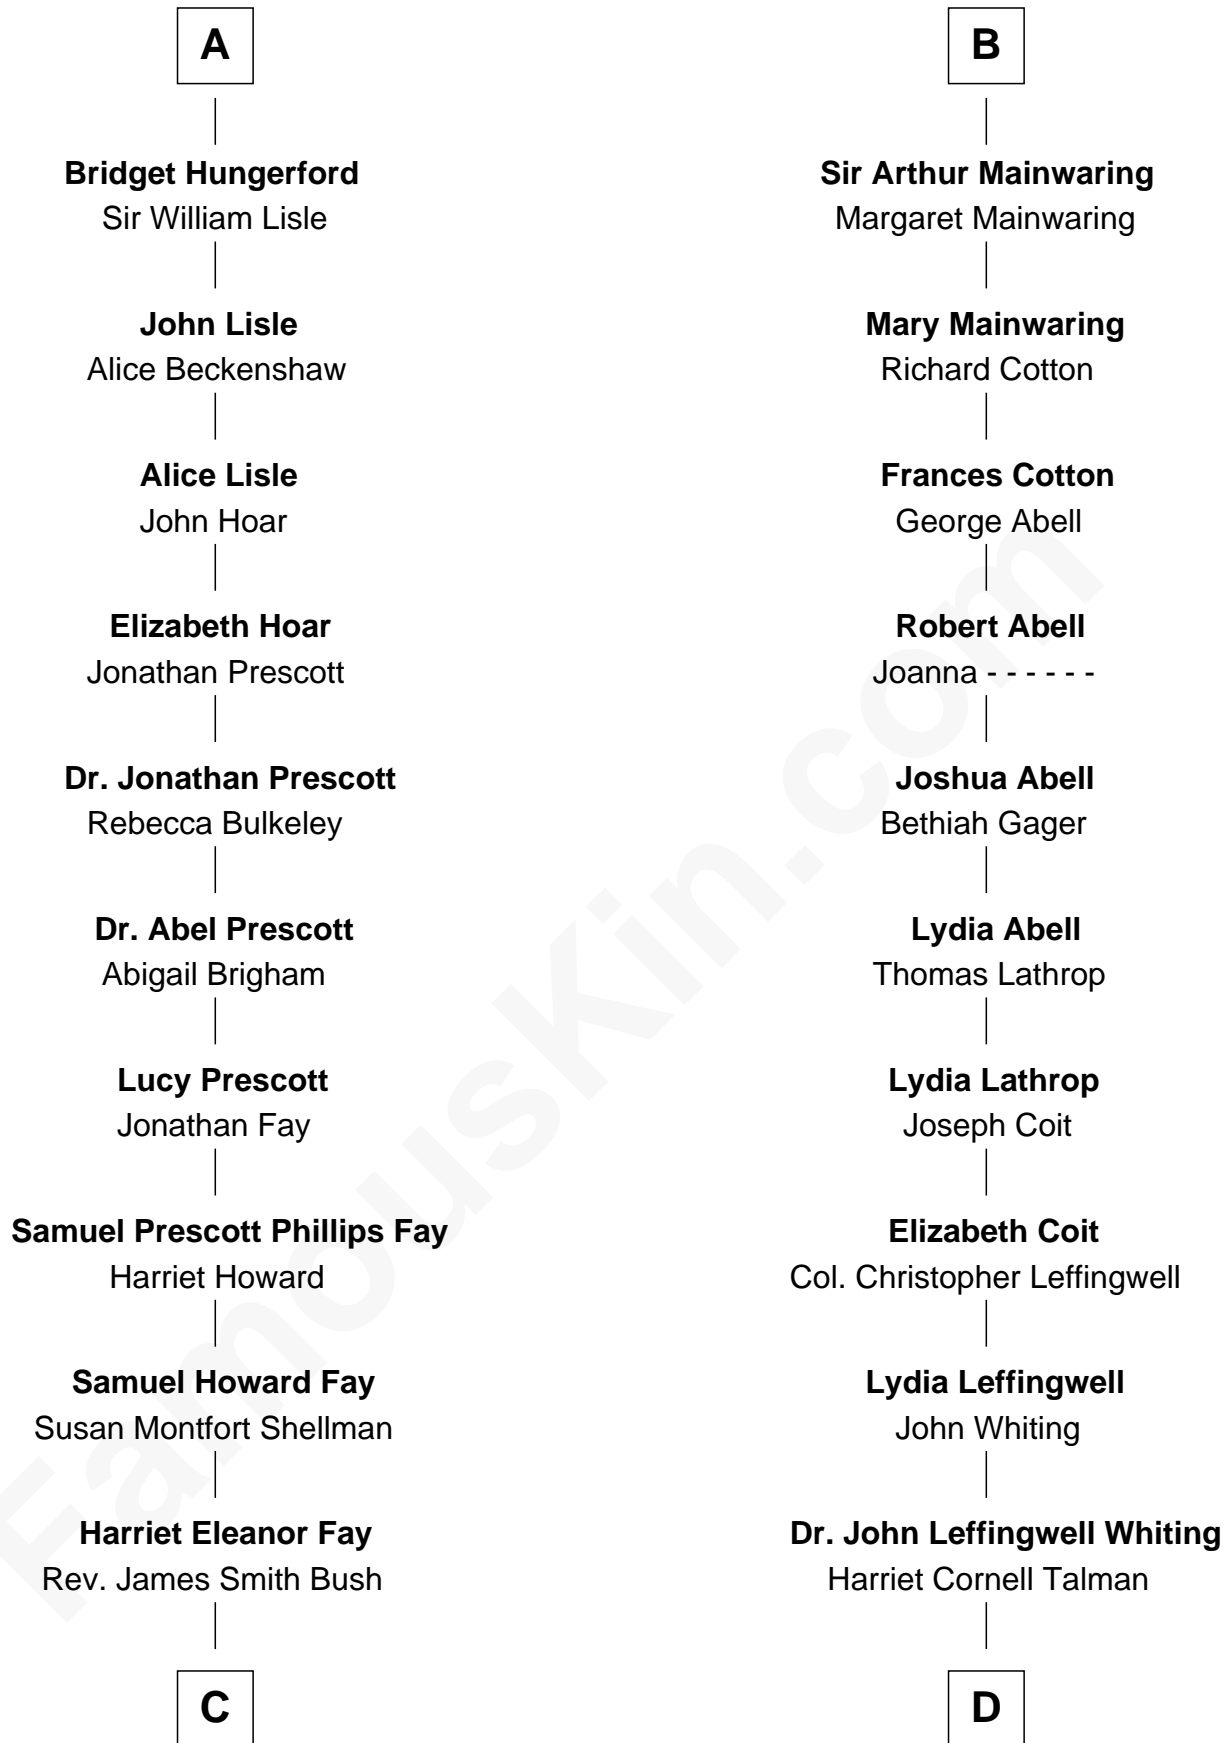 A
Bridget Hungerford
Sir William Lisle
John Lisle
Alice Beckenshaw
Alice Lisle
John Hoar
Elizabeth Hoar
Jonathan Prescott
Dr. Jonathan Prescott
Rebecca Bulkeley
Dr. Abel Prescott
Abigail Brigham
Lucy Prescott
Jonathan Fay
Samuel Prescott Phillips Fay
Harriet Howard
Samuel Howard Fay
Susan Montfort Shellman
Harriet Eleanor Fay
Rev. James Smith Bush
C
B
Sir Arthur Mainwaring
Margaret Mainwaring
Mary Mainwaring
Richard Cotton
Frances Cotton
George Abell
Robert Abell
Joanna - - - - - -
Joshua Abell
Bethiah Gager
Lydia Abell
Thomas Lathrop
Lydia Lathrop
Joseph Coit
Elizabeth Coit
Col. Christopher Leffingwell
Lydia Leffingwell
John Whiting
Dr. John Leffingwell Whiting
Harriet Cornell Talman
D
FamousKin.com